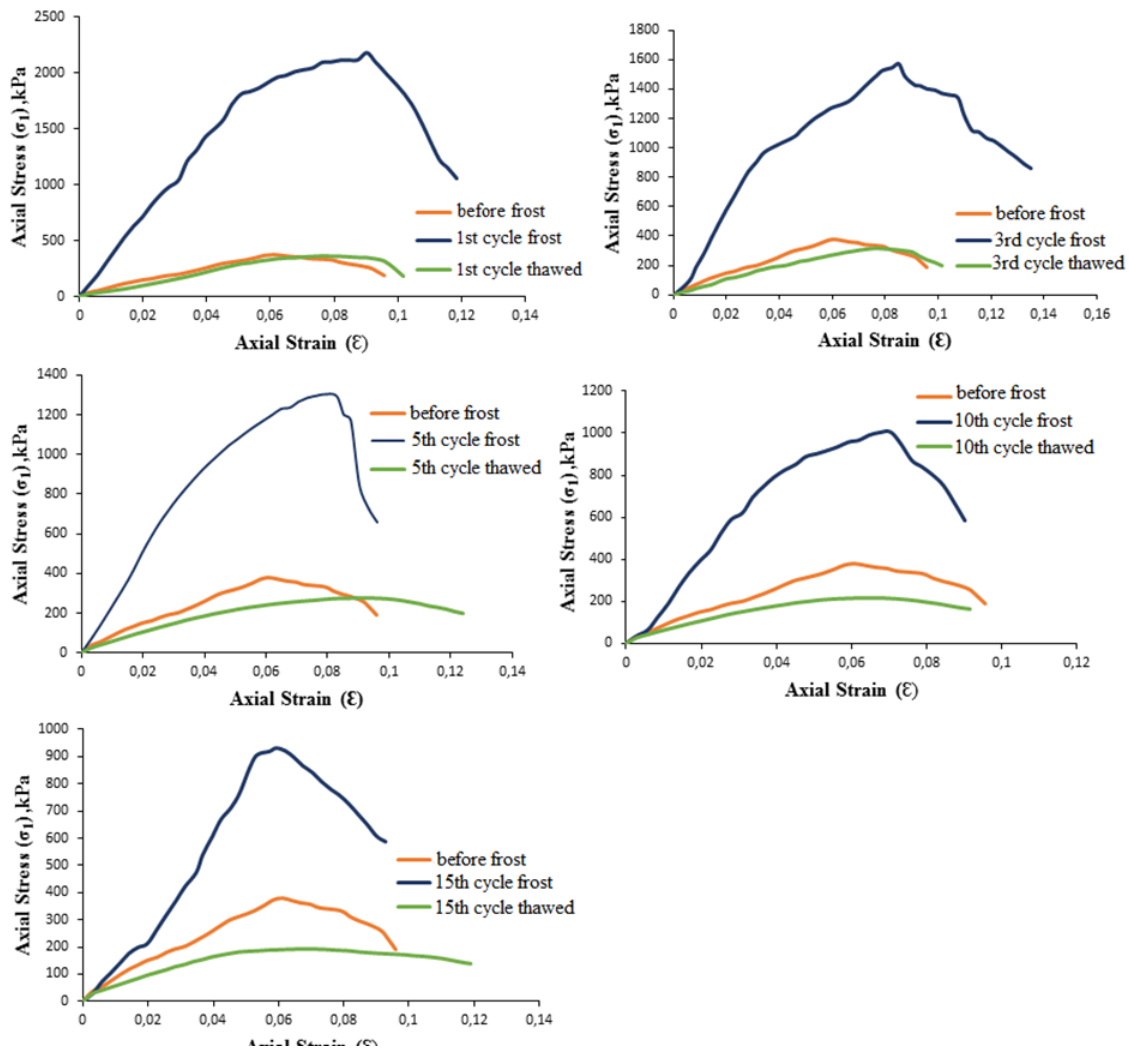 2500
2000
1500
1000
500
0
Axial Stress (σ1),kPa
before frost
1st cycle frost
1st cycle thawed
0 0,02 0,04 0,06 0,08 0,1 0,12 0,14
Axial Strain (Ɛ)
1800
1600
1400
1200
1000
800
600
400
200
0
Axial Stress (σ1),kPa
before frost
3rd cycle frost
3rd cycle thawed
0 0,02 0,04 0,06 0,08 0,1 0,12 0,14 0,16
Axial Strain (Ɛ)
1400
1200
1000
800
600
400
200
0
Axial Stress (σ1),kPa
before frost
5th cycle frost
5th cycle thawed
0 0,02 0,04 0,06 0,08 0,1 0,12 0,14
Axial Strain (Ɛ)
1200
1000
800
600
400
200
0
Axial Stress (σ1),kPa
before frost
10th cycle frost
10th cycle thawed
0 0,02 0,04 0,06 0,08 0,1 0,12
Axial Strain (Ɛ)
1000
900
800
700
600
500
400
300
200
100
0
Axial Stress (σ1),kPa
before frost
15th cycle frost
15th cycle thawed
0 0,02 0,04 0,06 0,08 0,1 0,12 0,14
Axial Strain (Ɛ)